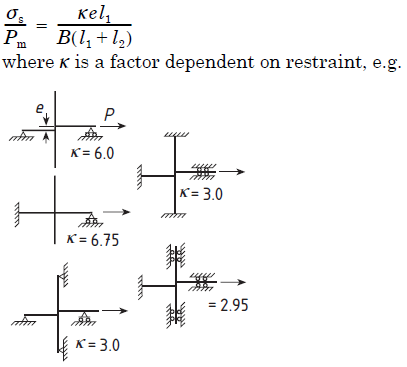 σs/Pm = κel1/B(l1 + l2)
where κ is a factor dependent on restraint, e.g.
e
P
κ = 6.0
κ = 3.0
κ = 6.75
= 2.95
κ = 3.0